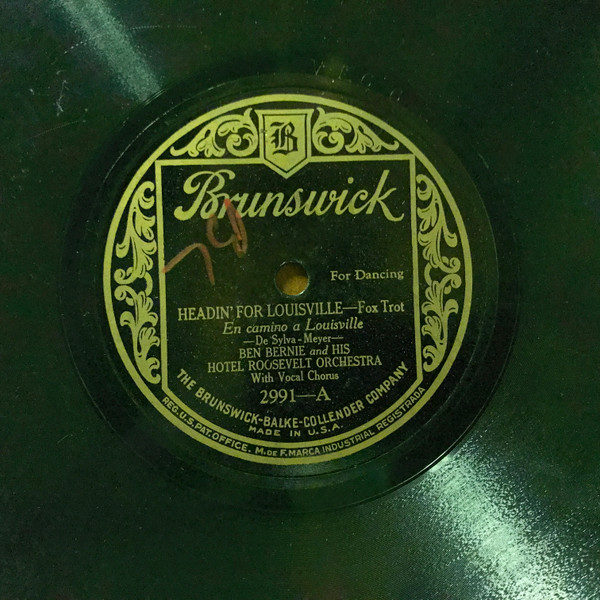 B
Brunswick
79
For Dancing
HEADIN' FOR LOUISVILLE—Fox Trot
En camino a Louisville
—De Sylva-Meyer—
BEN BERNIE and HIS
HOTEL ROOSEVELT ORCHESTRA
With Vocal Chorus
2991—A
THE BRUNSWICK-BALKE-COLLENDER COMPANY
MADE IN U.S.A.
REG.U.S.PAT.OFFICE. M.DE F.MARCA INDUSTRIAL REGISTRADA